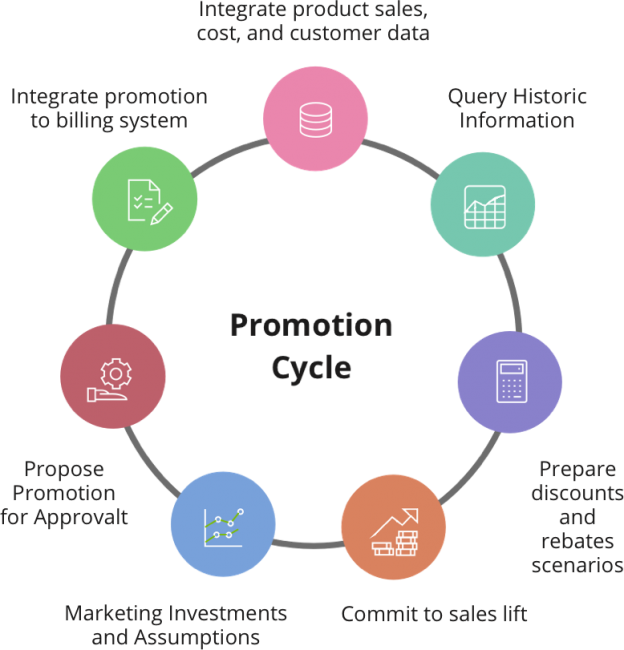 Integrate product sales,
cost, and customer data
Integrate promotion
to billing system
Query Historic
Information
Promotion
Cycle
Propose
Promotion
for Approvalt
Prepare
discounts
and
rebates
scenarios
Marketing Investments
and Assumptions
Commit to sales lift